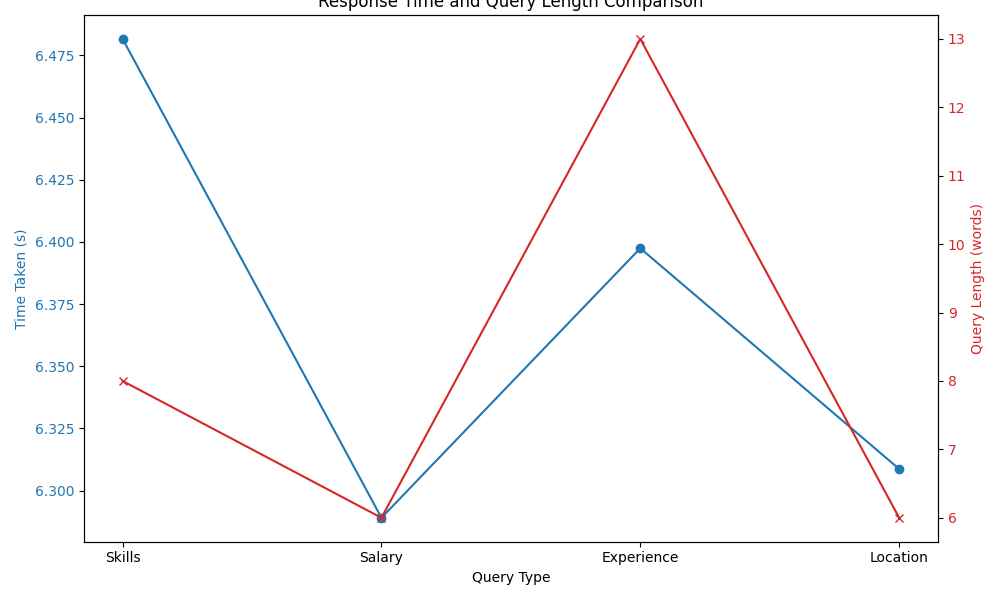 Response Time and Query Length Comparison
6.475
6.450
6.425
6.400
6.375
6.350
6.325
6.300
Time Taken (s)
13
12
11
10
9
8
7
6
Query Length (words)
Skills
Salary
Experience
Location
Query Type